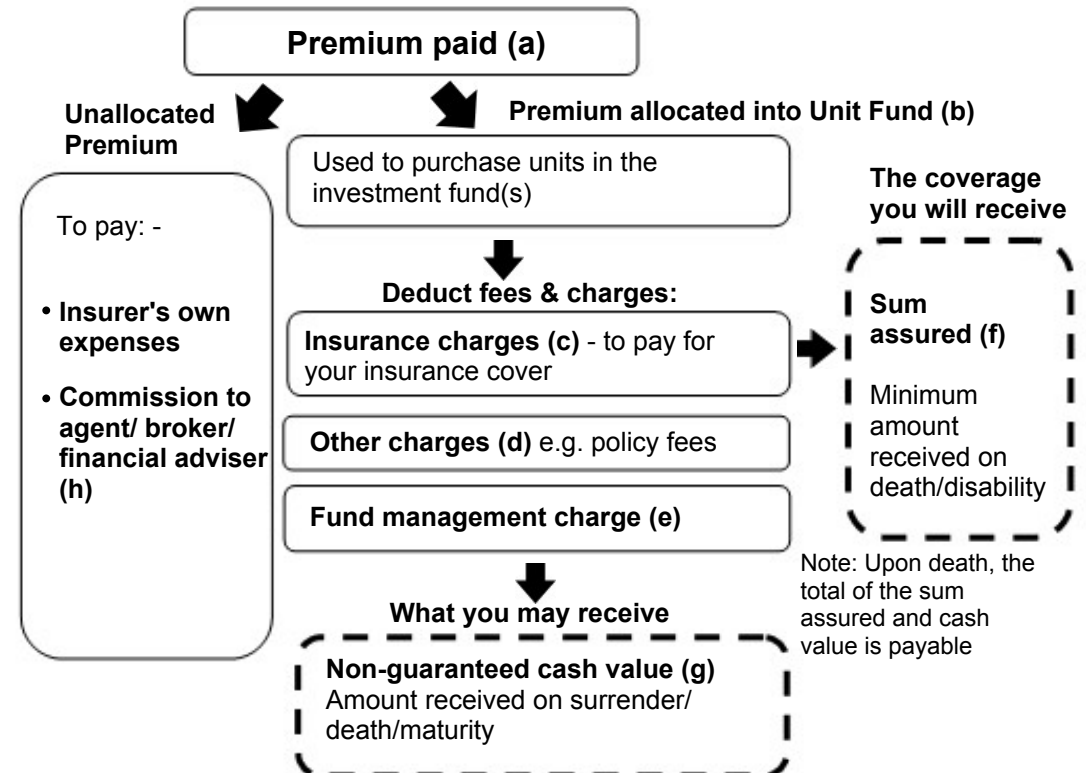 Premium paid (a)
Unallocated
Premium
Premium allocated into Unit Fund (b)
To pay: -
• Insurer's own
expenses
• Commission to
agent/ broker/
financial adviser
(h)
Used to purchase units in the
investment fund(s)
Deduct fees & charges:
Insurance charges (c) - to pay for
your insurance cover
Other charges (d) e.g. policy fees
Fund management charge (e)
The coverage
you will receive
Sum
assured (f)
Minimum
amount
received on
death/disability
Note: Upon death, the
total of the sum
assured and cash
value is payable
What you may receive
Non-guaranteed cash value (g)
Amount received on surrender/
death/maturity